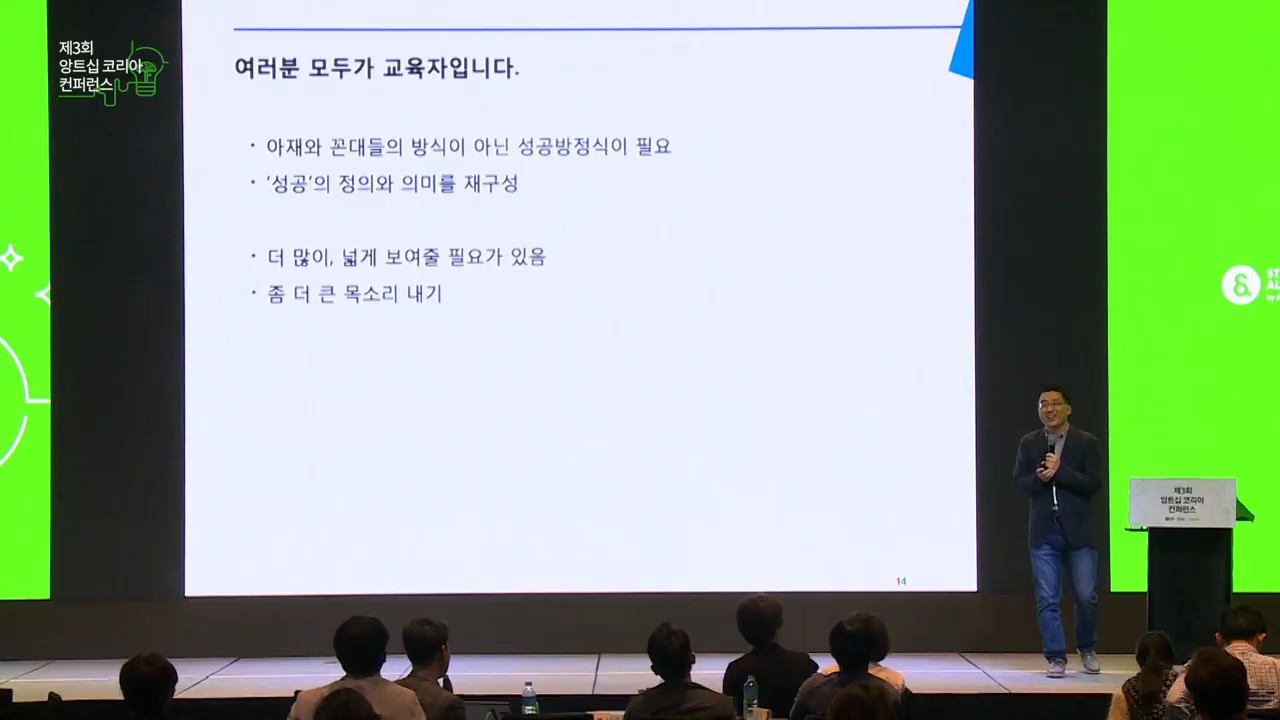 제3회
앙트십 코리아
컨퍼런스
여러분 모두가 교육자입니다.
· 아재와 꼰대들의 방식이 아닌 성공방정식이 필요
· ‘성공’의 정의와 의미를 재구성
· 더 많이, 넓게 보여줄 필요가 있음
· 좀 더 큰 목소리 내기
14
제3회
앙트십 코리아
컨퍼런스